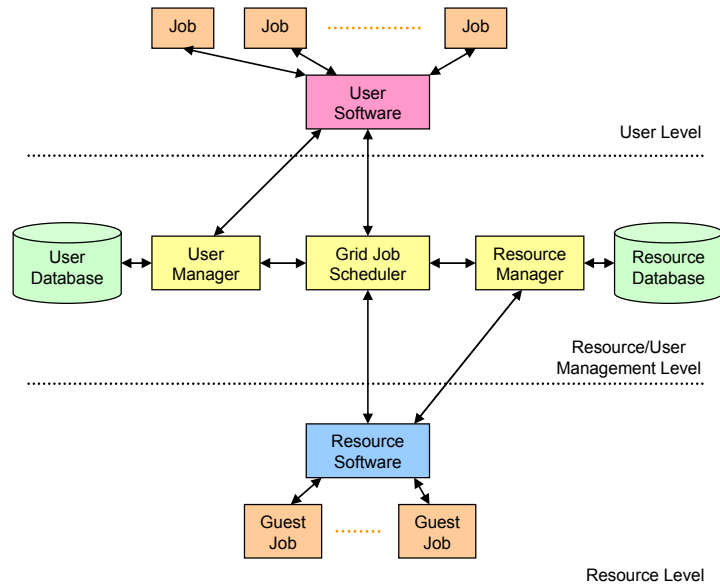 Job
Job
Job
User
Software
User Level
User
Database
User
Manager
Grid Job
Scheduler
Resource
Manager
Resource
Database
Resource/User
Management Level
Resource
Software
Guest
Job
Guest
Job
Resource Level